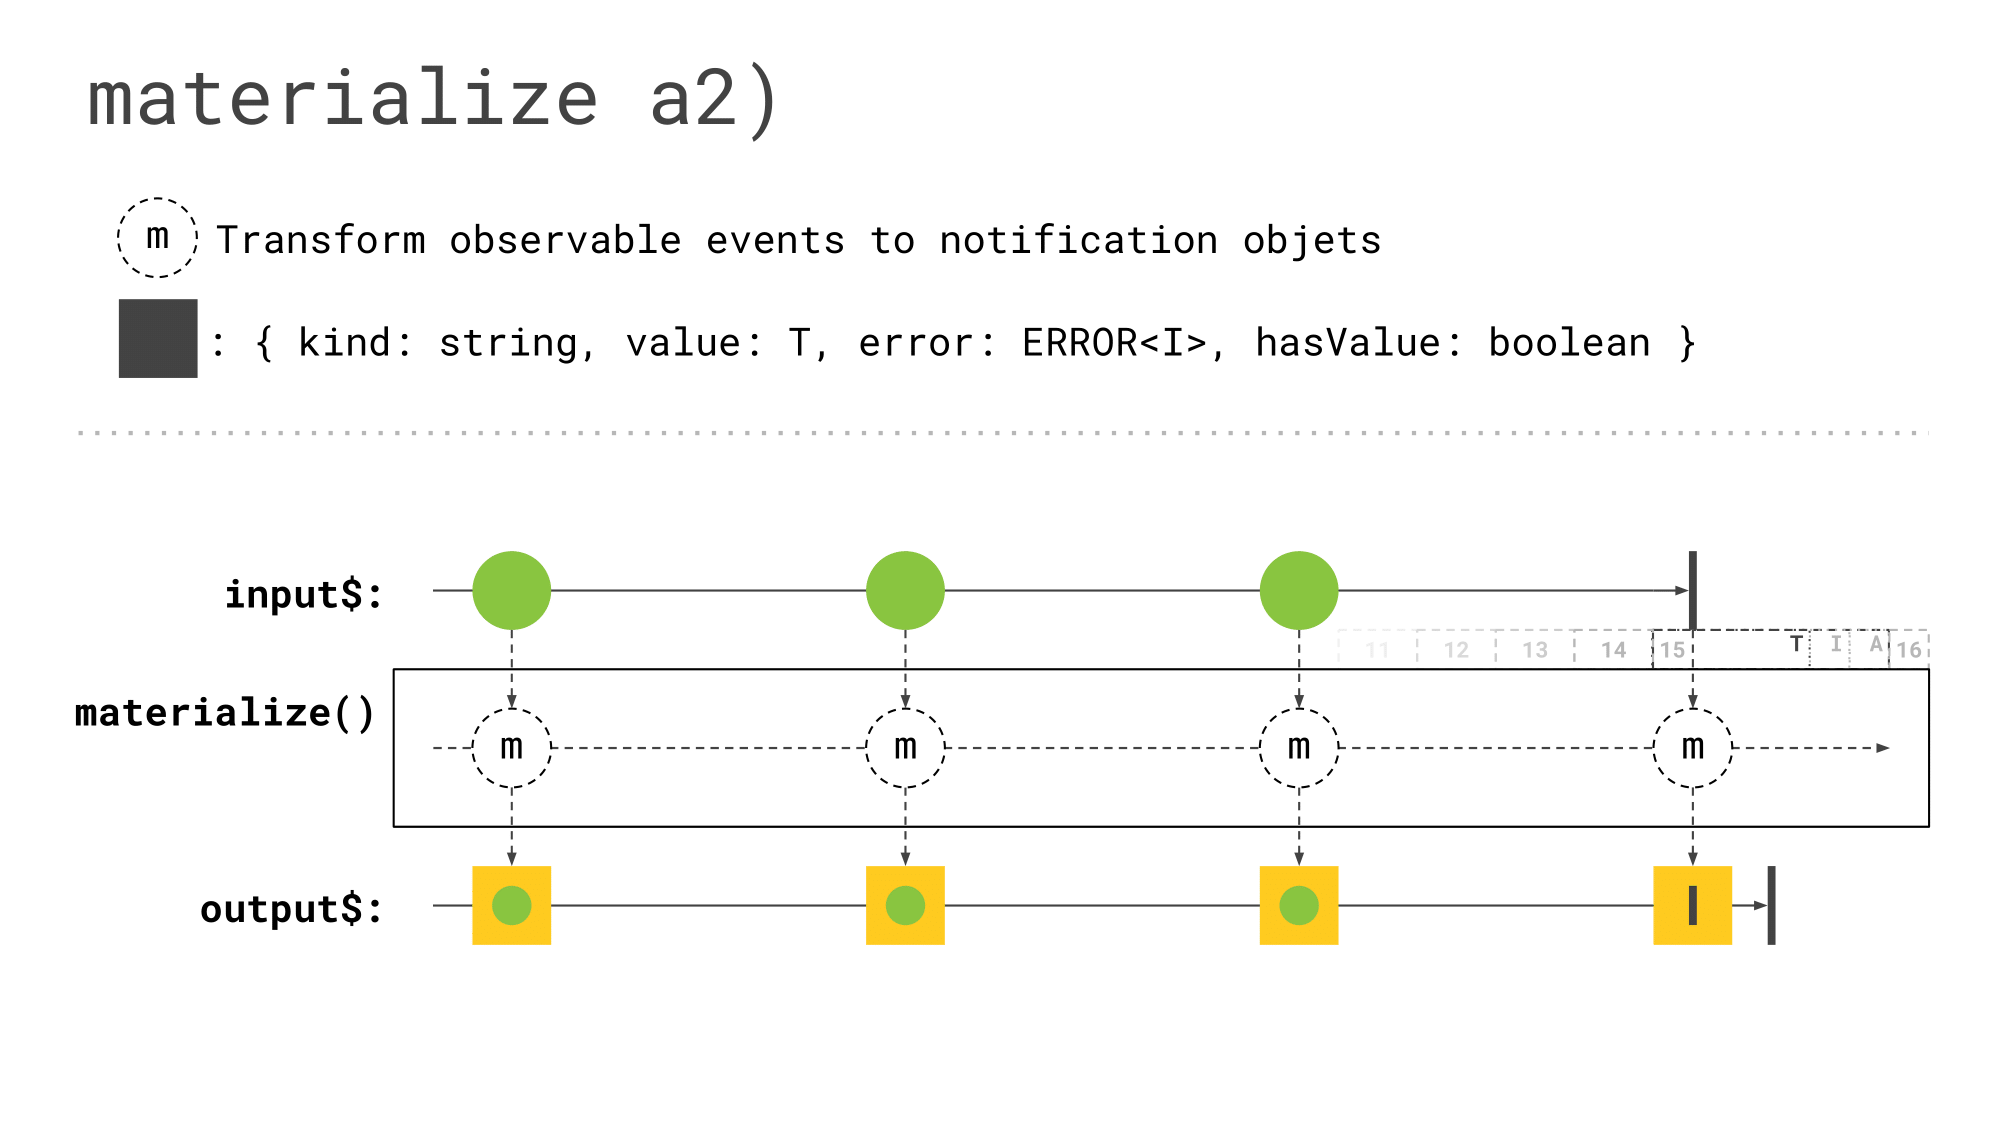 materialize a2)
m Transform observable events to notification objets
: { kind: string, value: T, error: ERROR<I>, hasValue: boolean }
input$:
11 12 13 14 15 T I A 16
materialize()
m m m m
output$: